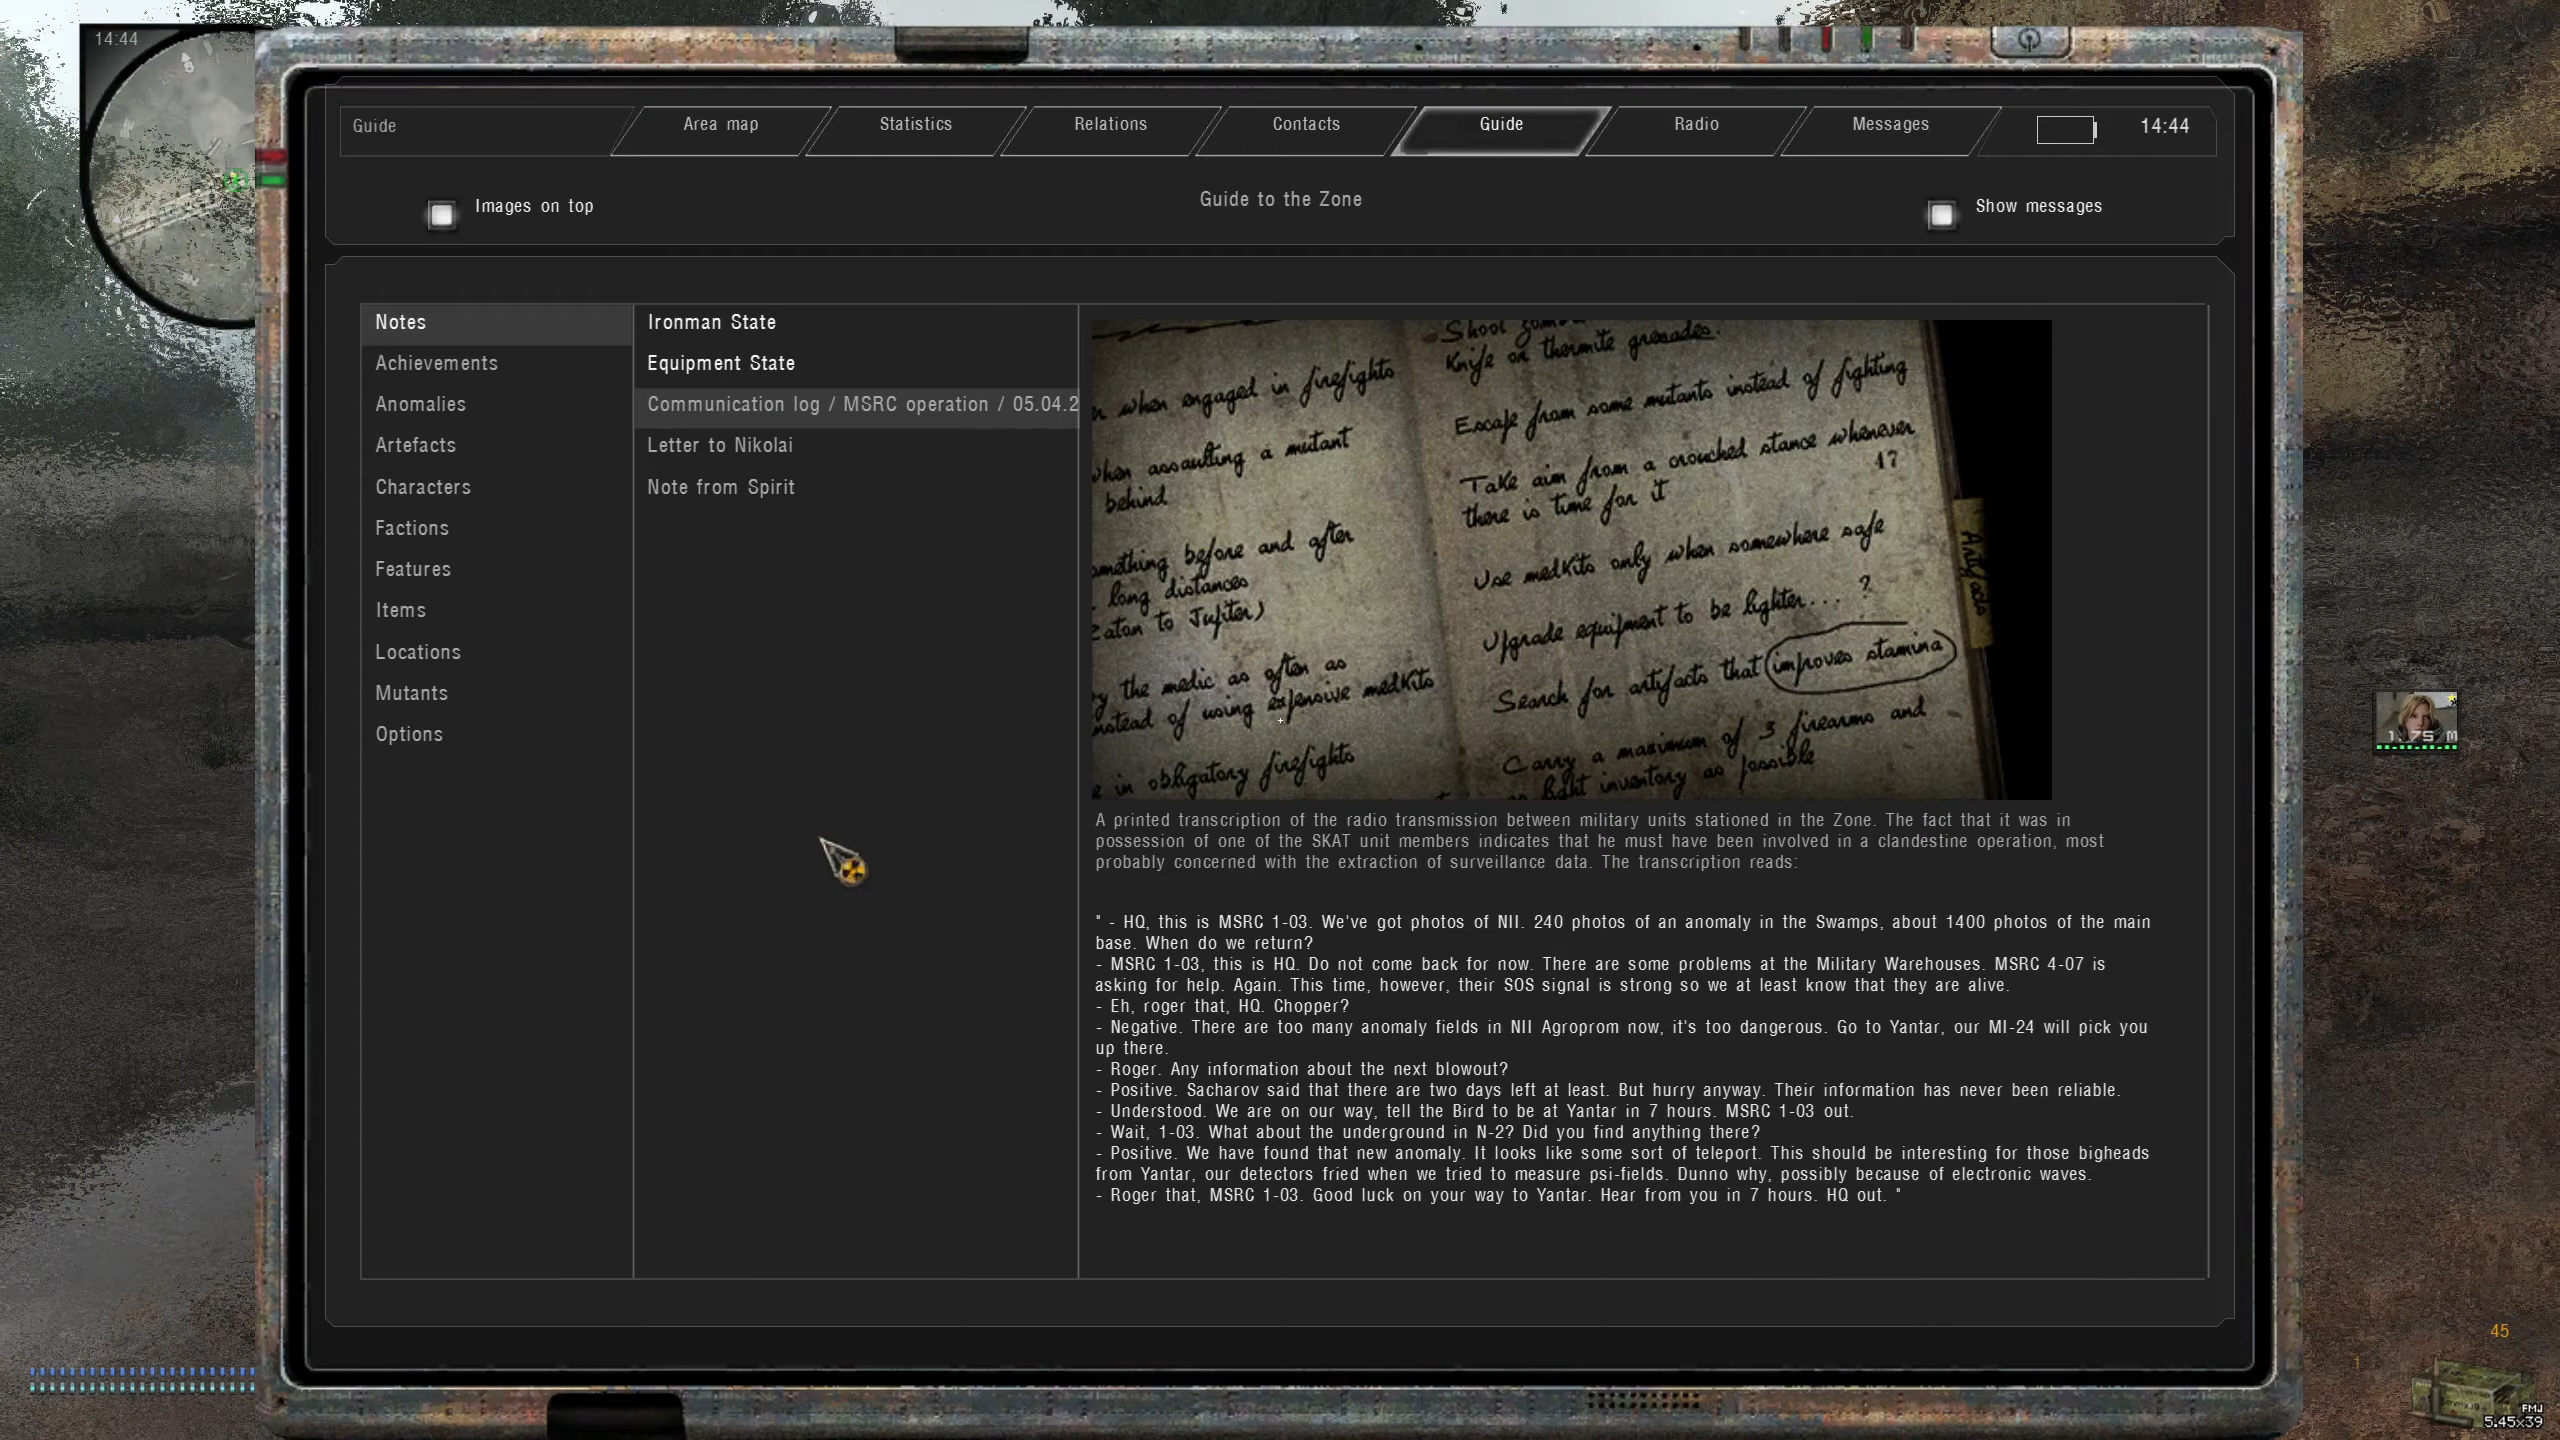 14:44
Guide
Area map
Statistics
Relations
Contacts
Guide
Radio
Messages
14:44
Images on top
Guide to the Zone
Show messages
Notes
Achievements
Anomalies
Artefacts
Characters
Factions
Features
Items
Locations
Mutants
Options
Ironman State
Equipment State
Communication log / MSRC operation / 05.04.2
Letter to Nikolai
Note from Spirit
when engaged in firefights
when assaulting a mutant
behind
before and after
long distances
to Jupiter)
the medic as often as
instead of using expensive medkits
in obligatory firefights
Shoot
Knife or thermite grenades.
Escape from some mutants instead of fighting
Take aim from a crouched stance whenever
there is time for it
17
Use medkits only when somewhere safe
Upgrade equipment to be lighter... ?
Search for artifacts that improves stamina
Carry a maximum of 3 firearms and
light inventory as possible
A printed transcription of the radio transmission between military units stationed in the Zone. The fact that it was in
possession of one of the SKAT unit members indicates that he must have been involved in a clandestine operation, most
probably concerned with the extraction of surveillance data. The transcription reads:
" - HQ, this is MSRC 1-03. We've got photos of NII. 240 photos of an anomaly in the Swamps, about 1400 photos of the main
base. When do we return?
- MSRC 1-03, this is HQ. Do not come back for now. There are some problems at the Military Warehouses. MSRC 4-07 is
asking for help. Again. This time, however, their SOS signal is strong so we at least know that they are alive.
- Eh, roger that, HQ. Chopper?
- Negative. There are too many anomaly fields in NII Agroprom now, it's too dangerous. Go to Yantar, our MI-24 will pick you
up there.
- Roger. Any information about the next blowout?
- Positive. Sacharov said that there are two days left at least. But hurry anyway. Their information has never been reliable.
- Understood. We are on our way, tell the Bird to be at Yantar in 7 hours. MSRC 1-03 out.
- Wait, 1-03. What about the underground in N-2? Did you find anything there?
- Positive. We have found that new anomaly. It looks like some sort of teleport. This should be interesting for those bigheads
from Yantar, our detectors fried when we tried to measure psi-fields. Dunno why, possibly because of electronic waves.
- Roger that, MSRC 1-03. Good luck on your way to Yantar. Hear from you in 7 hours. HQ out. "
1.75 M
45
1
FMJ
5.45x39